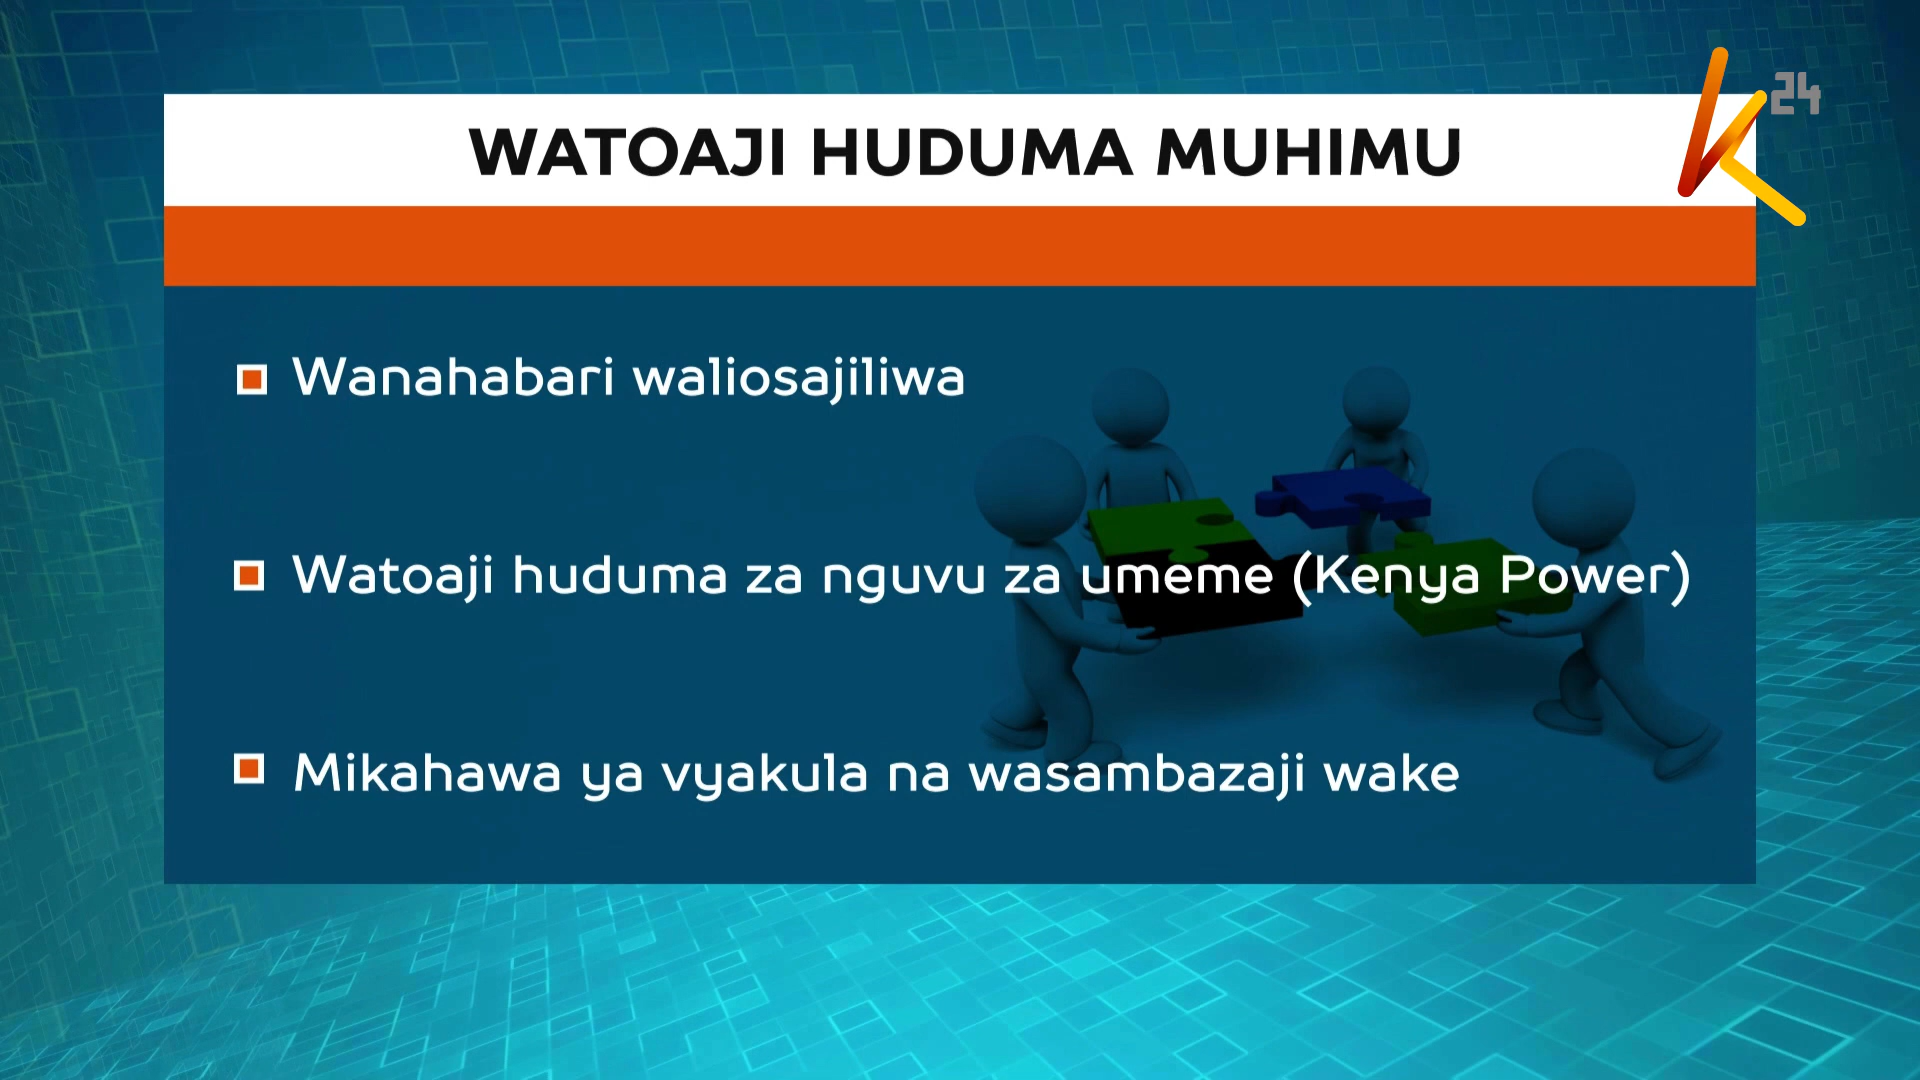 WATOAJI HUDUMA MUHIMU
K24
Wanahabari waliosajiliwa
Watoaji huduma za nguvu za umeme (Kenya Power)
Mikahawa ya vyakula na wasambazaji wake